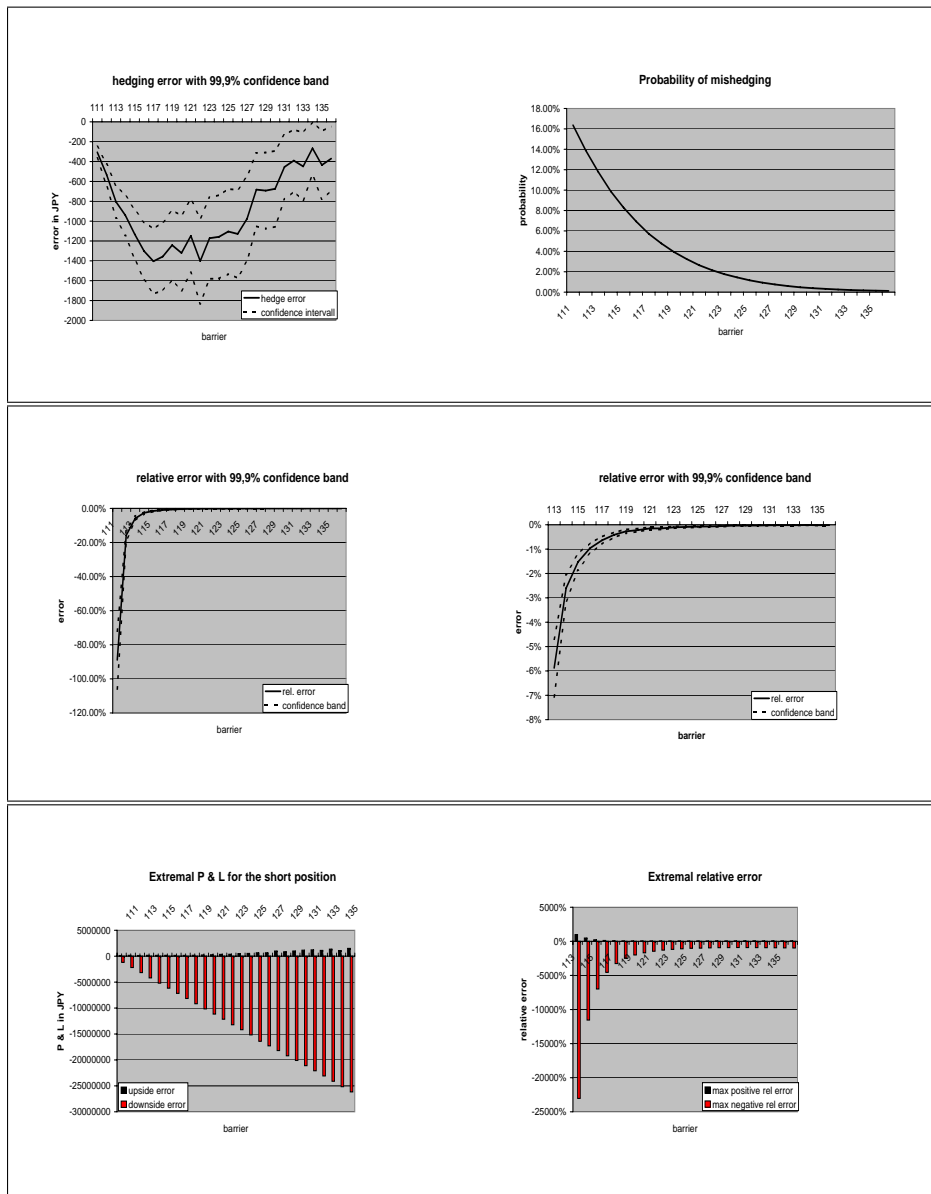 hedging error with 99,9% confidence band
111 113 115 117 119 121 123 125 127 129 131 133 135
0
-200
-400
-600
-800
-1000
-1200
-1400
-1600
-1800
-2000
error in JPY
hedge error
confidence intervall
barrier
Probability of mishedging
18.00%
16.00%
14.00%
12.00%
10.00%
8.00%
6.00%
4.00%
2.00%
0.00%
probability
111 113 115 117 119 121 123 125 127 129 131 133 135
barrier
relative error with 99,9% confidence band
0.00%
-20.00%
-40.00%
-60.00%
-80.00%
-100.00%
-120.00%
111 113 115 117 119 121 123 125 127 129 131 133 135
error
rel. error
confidence band
barrier
relative error with 99,9% confidence band
113 115 117 119 121 123 125 127 129 131 133 135
0%
-1%
-2%
-3%
-4%
-5%
-6%
-7%
-8%
error
rel. error
confidence band
barrier
Extremal P & L for the short position
111 113 115 117 119 121 123 125 127 129 131 133 135
5000000
0
-5000000
-10000000
-15000000
-20000000
-25000000
-30000000
P & L in JPY
upside error
downside error
barrier
Extremal relative error
5000%
0%
-5000%
-10000%
-15000%
-20000%
-25000%
113 115 117 119 121 123 125 127 129 131 133 135
relative error
max positive rel error
max negative rel error
barrier